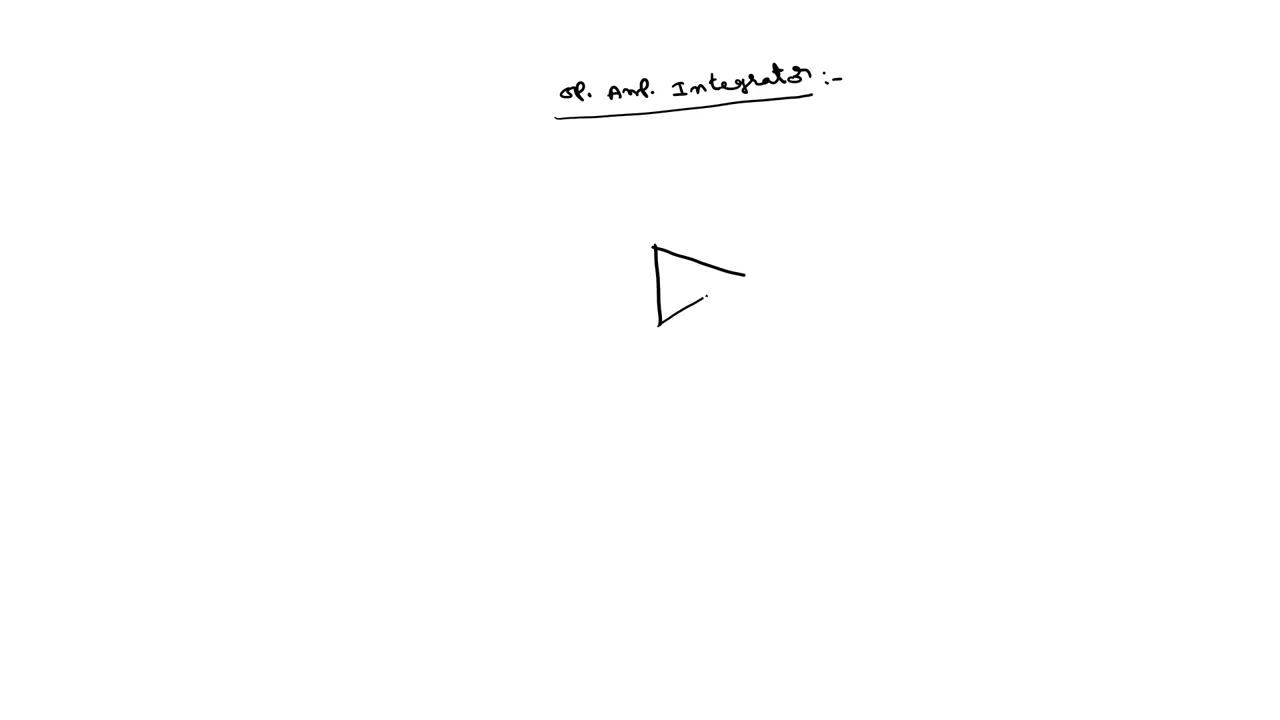 op. Amp. Integrator :-